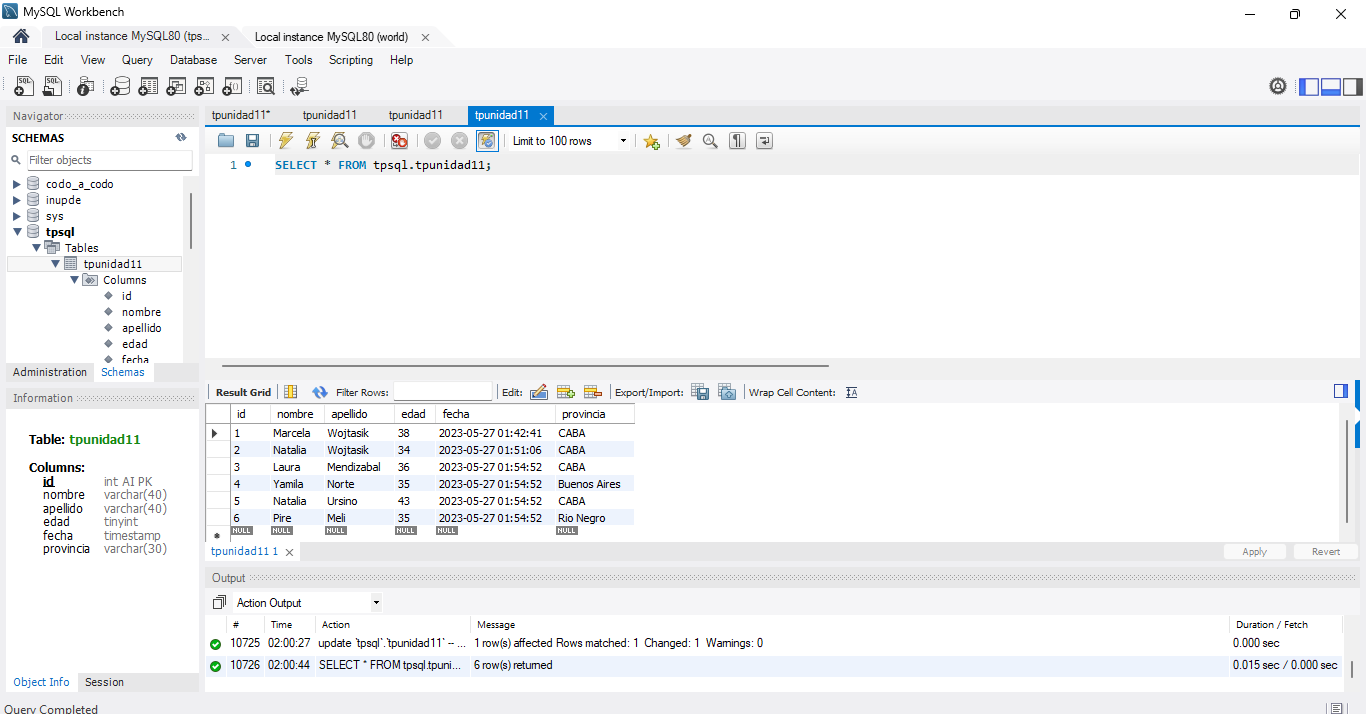 MySQL Workbench
Local instance MySQL80 (tps... Local instance MySQL80 (world)
File Edit View Query Database Server Tools Scripting Help
Navigator
SCHEMAS
Filter objects
codo_a_codo
inupde
sys
tpsql
Tables
tpunidad11
Columns
id
nombre
apellido
edad
fecha
Administration Schemas
Information
Table: tpunidad11
Columns:
id int AI PK
nombre varchar(40)
apellido varchar(40)
edad tinyint
fecha timestamp
provincia varchar(30)
Object Info Session
tpunidad11* tpunidad11 tpunidad11 tpunidad11
Limit to 100 rows
1 SELECT * FROM tpsql.tpunidad11;
Result Grid Filter Rows: Edit: Export/Import: Wrap Cell Content:
id nombre apellido edad fecha provincia
1 Marcela Wojtasik 38 2023-05-27 01:42:41 CABA
2 Natalia Wojtasik 34 2023-05-27 01:51:06 CABA
3 Laura Mendizabal 36 2023-05-27 01:54:52 CABA
4 Yamila Norte 35 2023-05-27 01:54:52 Buenos Aires
5 Natalia Ursino 43 2023-05-27 01:54:52 CABA
6 Pire Meli 35 2023-05-27 01:54:52 Rio Negro
NULL NULL NULL NULL NULL NULL
tpunidad11 1 Apply Revert
Output
Action Output
# Time Action Message Duration / Fetch
10725 02:00:27 update `tpsql`.`tpunidad11` -- ... 1 row(s) affected Rows matched: 1 Changed: 1 Warnings: 0 0.000 sec
10726 02:00:44 SELECT * FROM tpsql.tpuni... 6 row(s) returned 0.015 sec / 0.000 sec
Query Completed